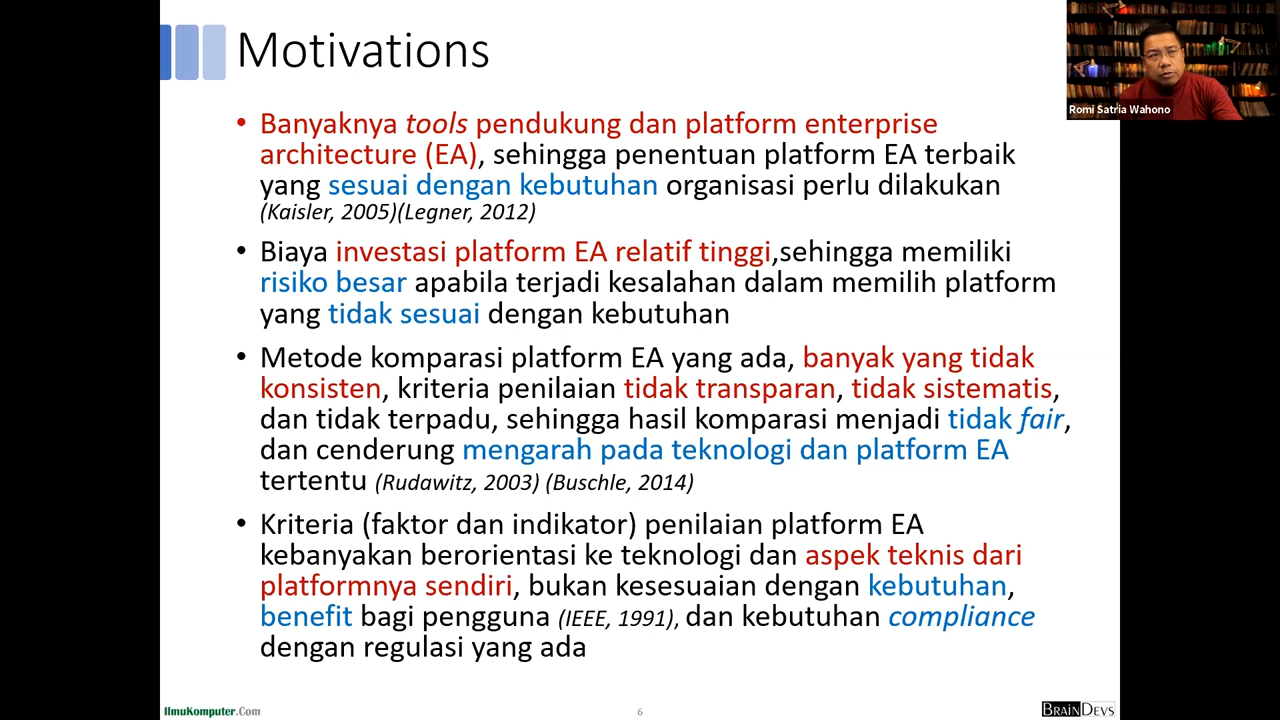 Motivations
Romi Satria Wahono
• Banyaknya tools pendukung dan platform enterprise
architecture (EA), sehingga penentuan platform EA terbaik
yang sesuai dengan kebutuhan organisasi perlu dilakukan
(Kaisler, 2005)(Legner, 2012)
• Biaya investasi platform EA relatif tinggi,sehingga memiliki
risiko besar apabila terjadi kesalahan dalam memilih platform
yang tidak sesuai dengan kebutuhan
• Metode komparasi platform EA yang ada, banyak yang tidak
konsisten, kriteria penilaian tidak transparan, tidak sistematis,
dan tidak terpadu, sehingga hasil komparasi menjadi tidak fair,
dan cenderung mengarah pada teknologi dan platform EA
tertentu (Rudawitz, 2003) (Buschle, 2014)
• Kriteria (faktor dan indikator) penilaian platform EA
kebanyakan berorientasi ke teknologi dan aspek teknis dari
platformnya sendiri, bukan kesesuaian dengan kebutuhan,
benefit bagi pengguna (IEEE, 1991), dan kebutuhan compliance
dengan regulasi yang ada
IlmuKomputer.Com
6
BRAINDEVS